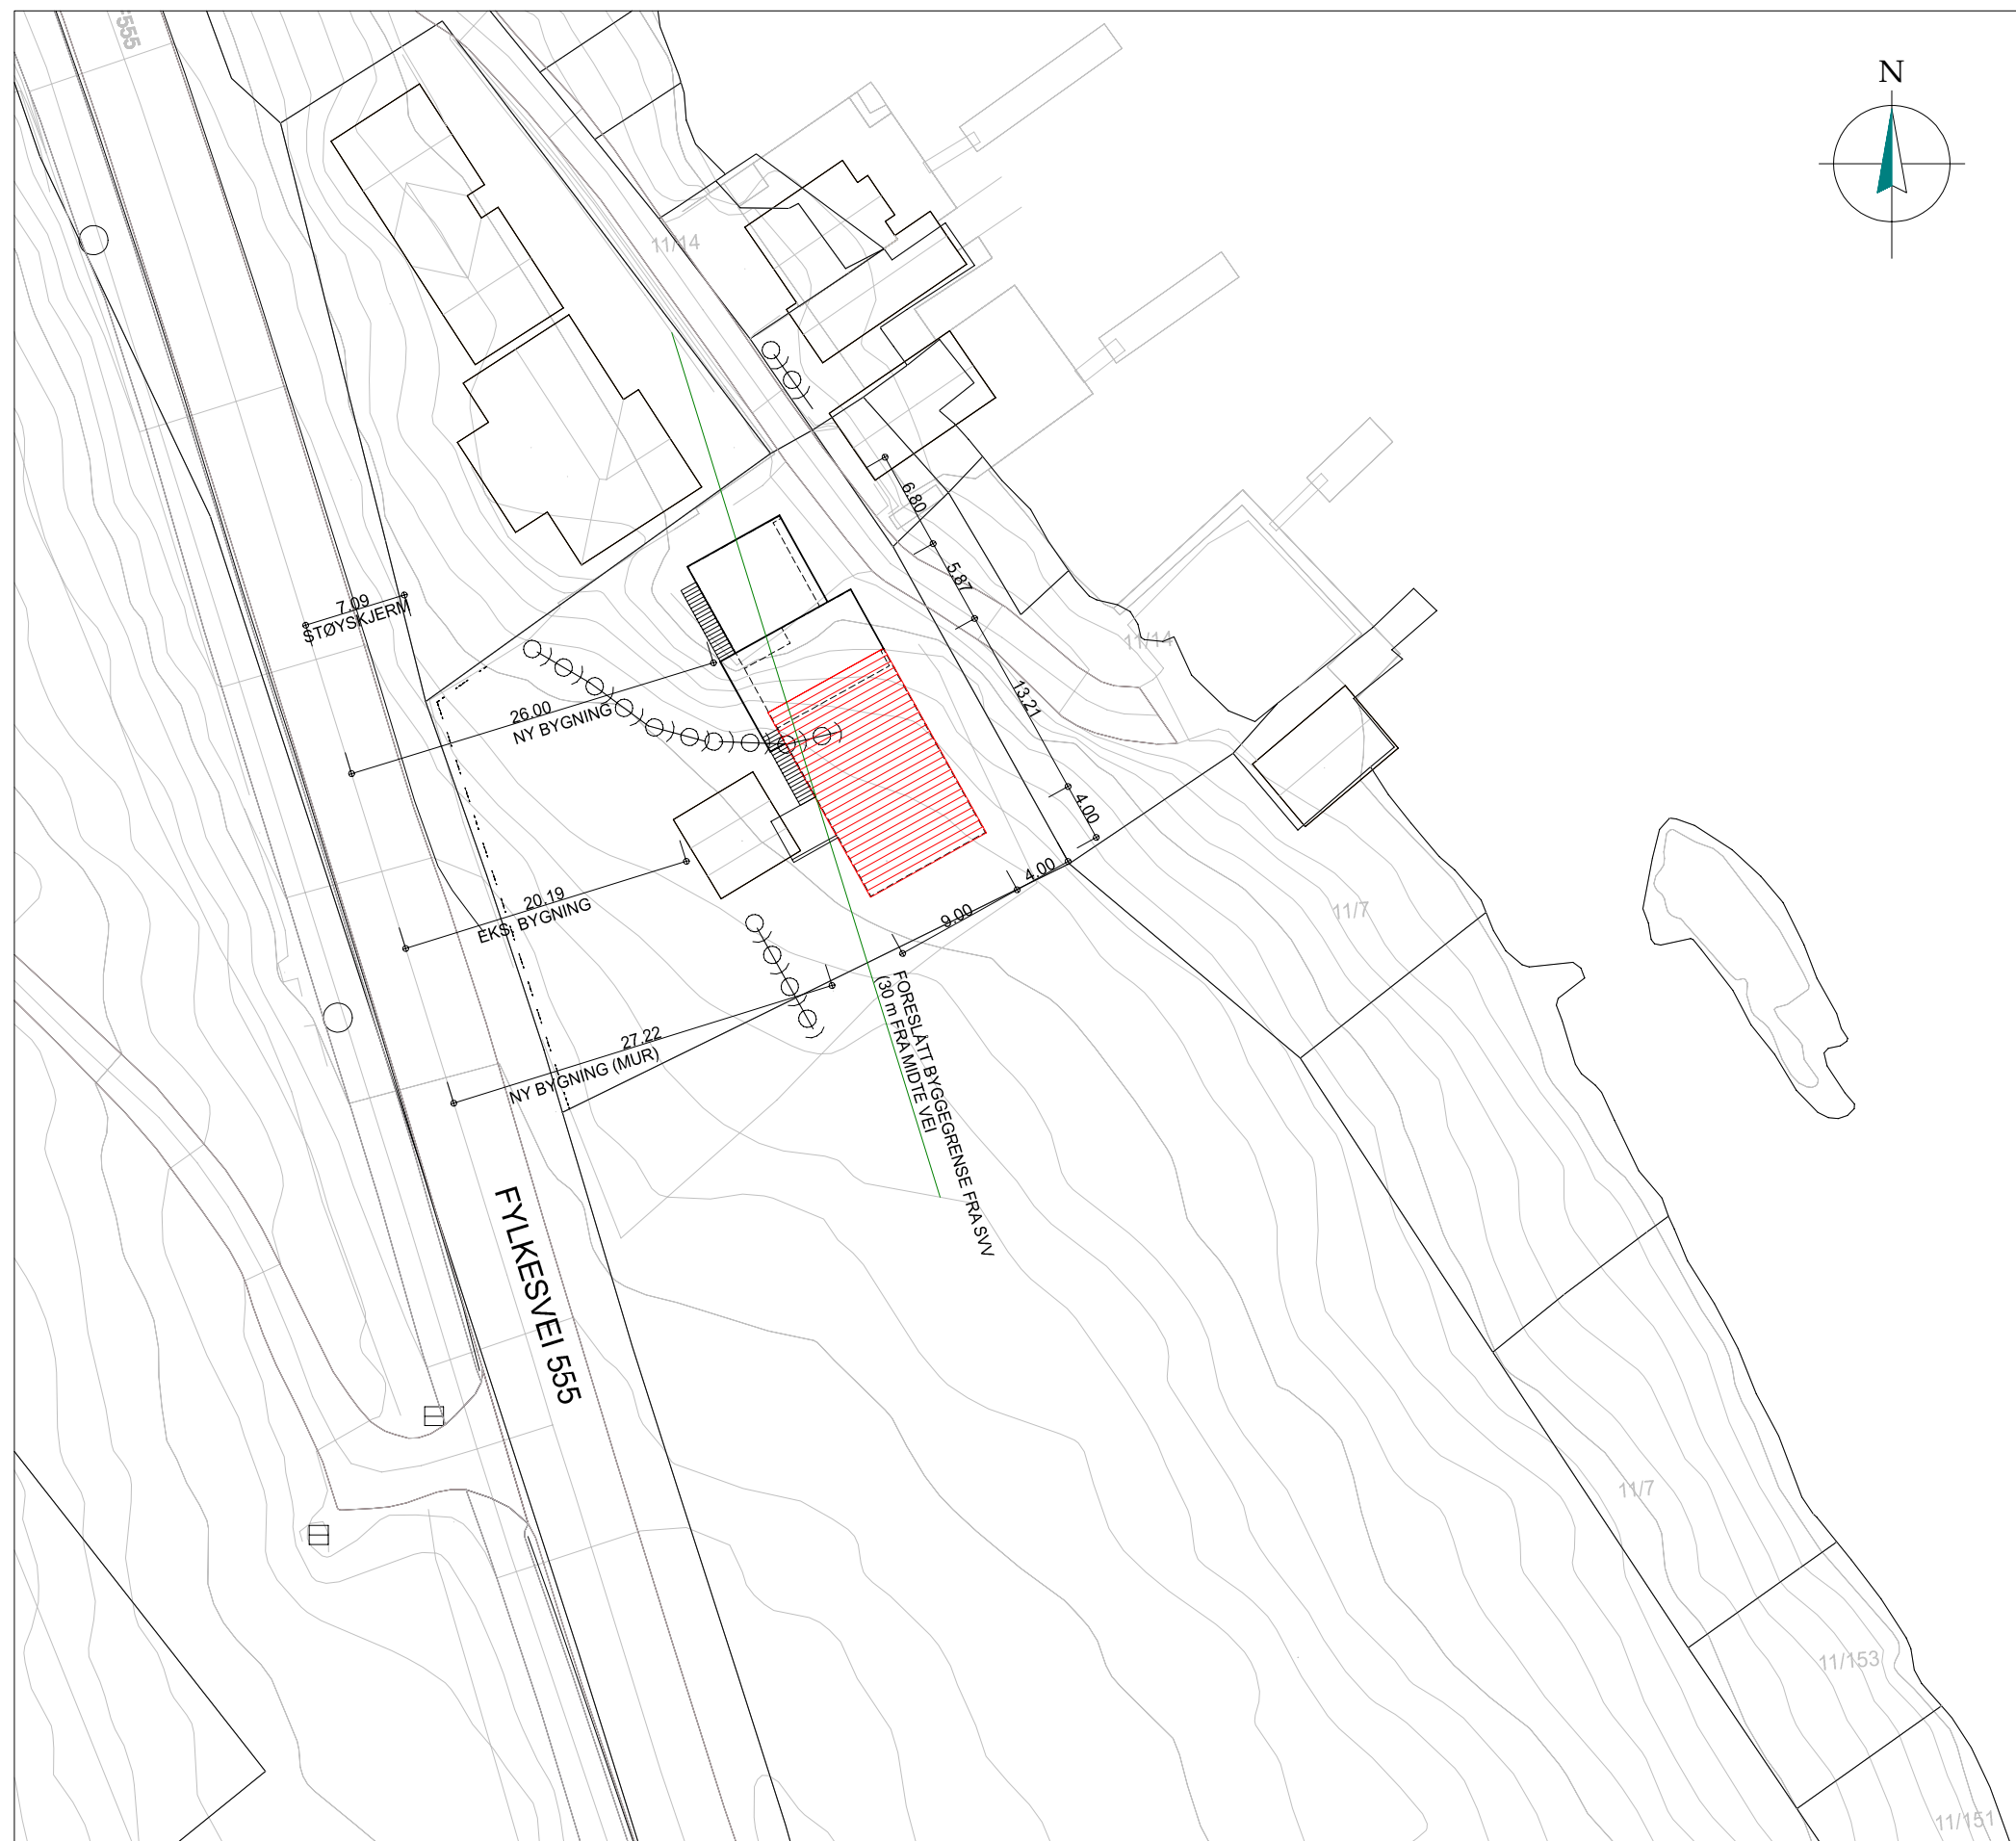 555
N
11/14
6.80
5.87
7.09
STØYSKJERM
11/14
13.21
26.00
NY BYGNING
4.00
4.00
20.19
EKS. BYGNING
9.00
11/7
FORESLÅTT BYGGEGRENSE FRA SVV
(30 m FRA MIDTE VEI
27.22
NY BYGNING (MUR)
FYLKESVEI 555
11/7
11/153
11/151